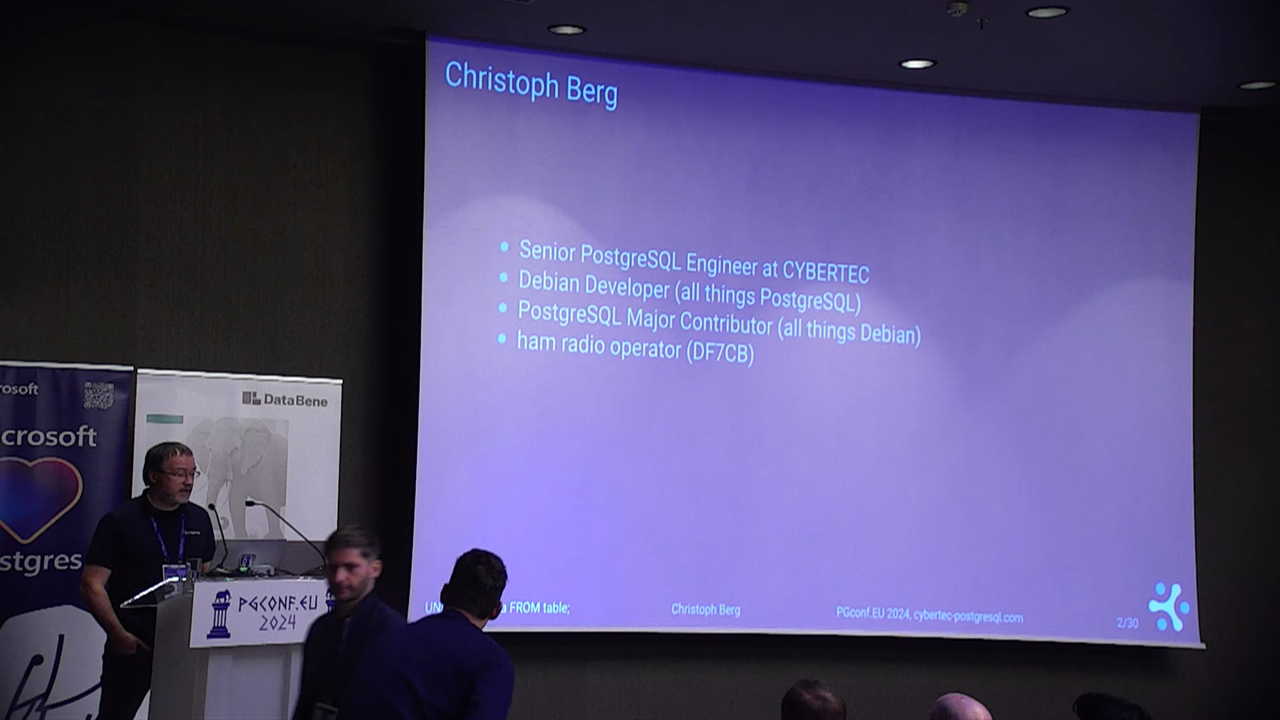 Christoph Berg
Senior PostgreSQL Engineer at CYBERTEC
Debian Developer (all things PostgreSQL)
PostgreSQL Major Contributor (all things Debian)
ham radio operator (DF7CB)
FROM table;
Christoph Berg
PGconf.EU 2024, cybertec-postgresql.com
2/30
rosoft
crosoft
stgres
DataBene
PGCONF.EU
2024